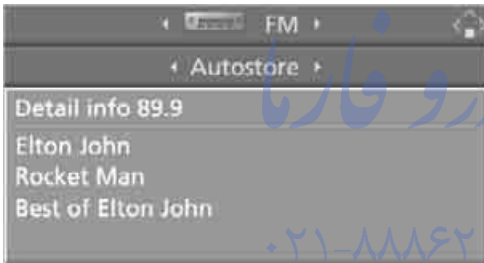 FM
Autostore
Detail info 89.9
Elton John
Rocket Man
Best of Elton John
۰۲۱-۸۸۸۶۲